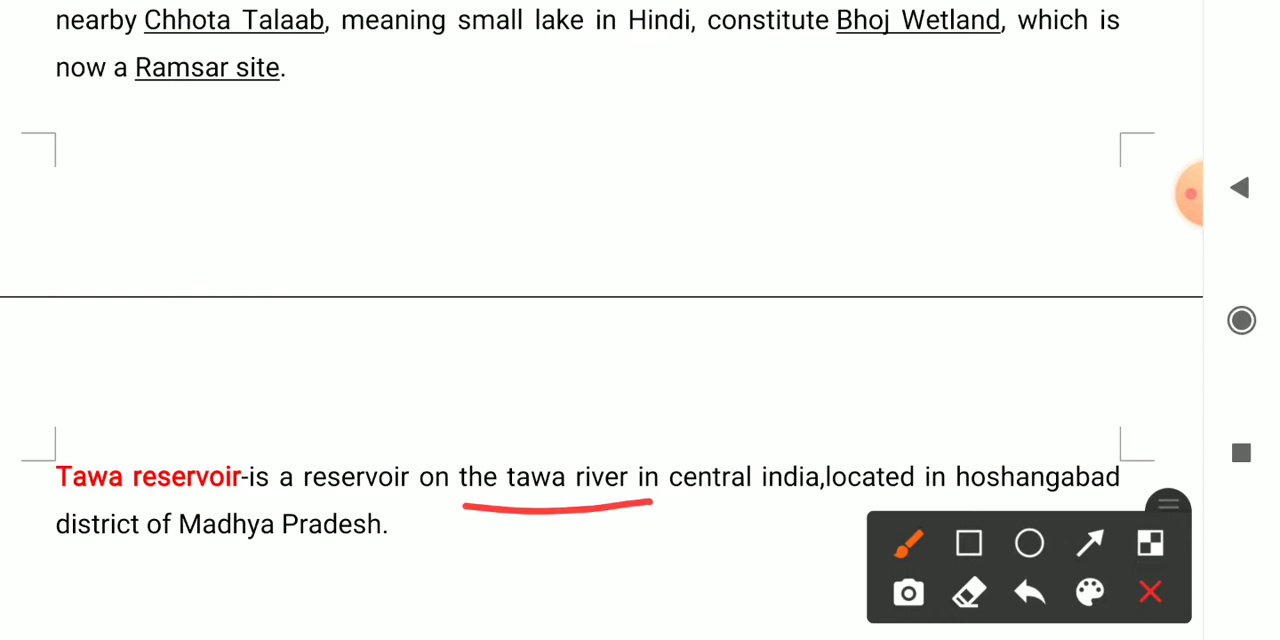 nearby Chhota Talaab, meaning small lake in Hindi, constitute Bhoj Wetland, which is
now a Ramsar site.
Tawa reservoir-is a reservoir on the tawa river in central india,located in hoshangabad
district of Madhya Pradesh.